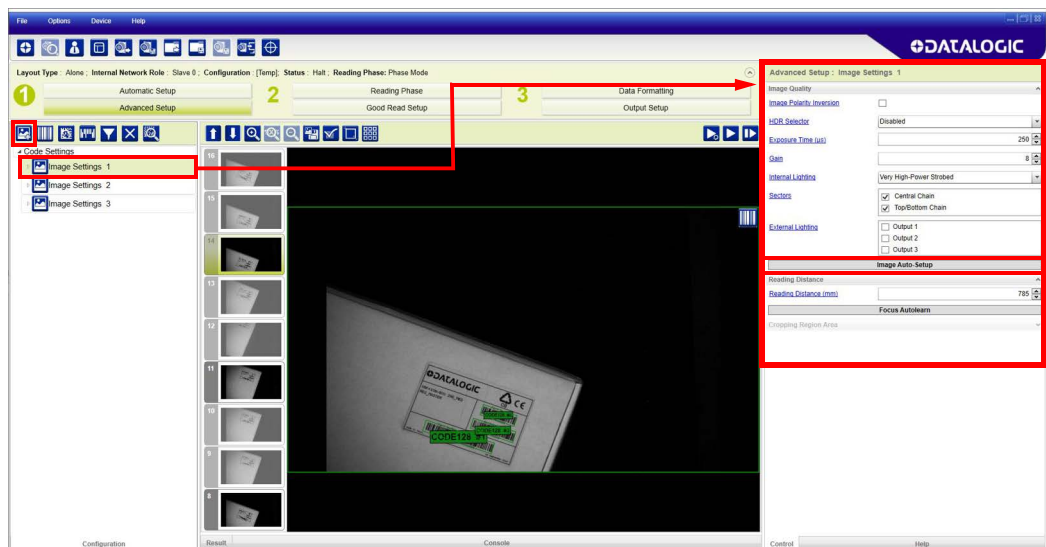 File Options Device Help
DATALOGIC
Layout Type : Alone ; Internal Network Role : Slave 0 ; Configuration : [Temp]; Status : Halt ; Reading Phase: Phase Mode
1
Automatic Setup
Advanced Setup
2
Reading Phase
Good Read Setup
3
Data Formatting
Output Setup
Code Settings
Image Settings 1
Image Settings 2
Image Settings 3
16
15
14
13
12
11
10
9
8
DATALOGIC
CE
CODE128
Advanced Setup : Image Settings 1
Image Quality
Image Polarity Inversion
HDR Selector Disabled
Exposure Time (us) 250
Gain 8
Internal Lighting Very High-Power Strobed
Sectors Central Chain
Top/Bottom Chain
External Lighting Output 1
Output 2
Output 3
Image Auto-Setup
Reading Distance
Reading Distance (mm) 785
Focus Autolearn
Cropping Region Area
Configuration
Result
Console
Control
Help